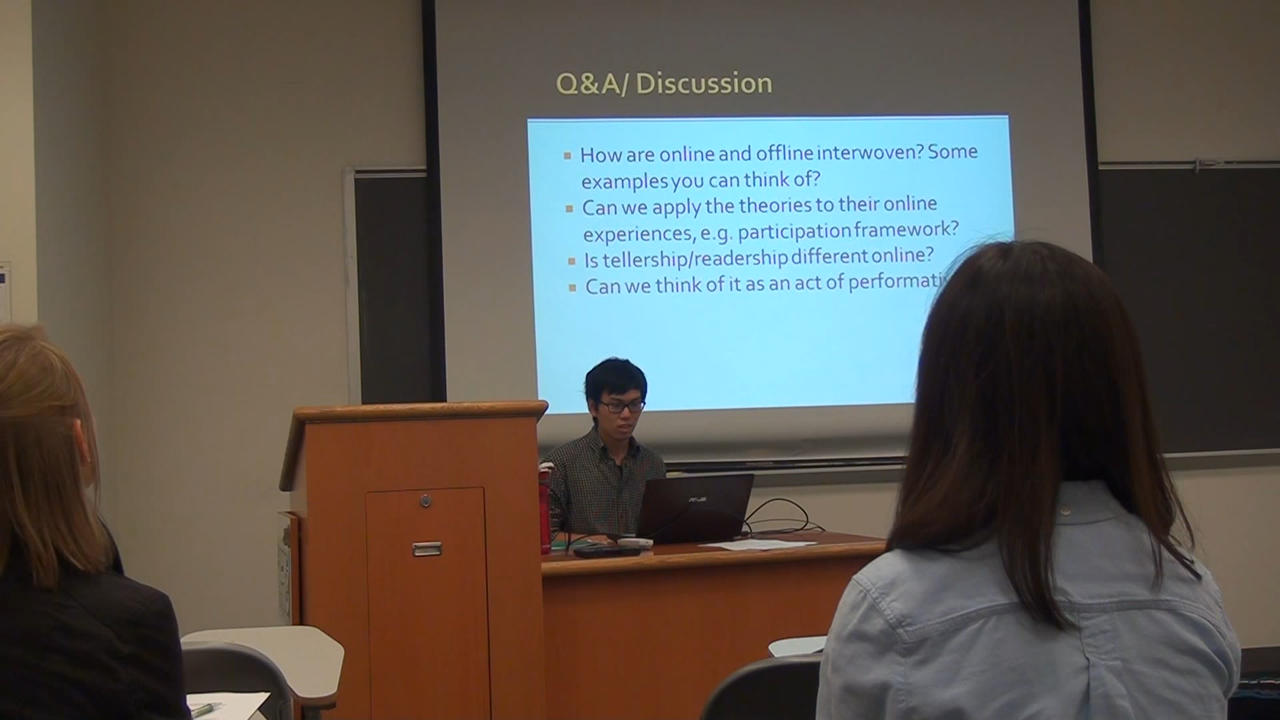 Q&A/ Discussion
How are online and offline interwoven? Some
examples you can think of?
Can we apply the theories to their online
experiences, e.g. participation framework?
Is tellership/readership different online?
Can we think of it as an act of